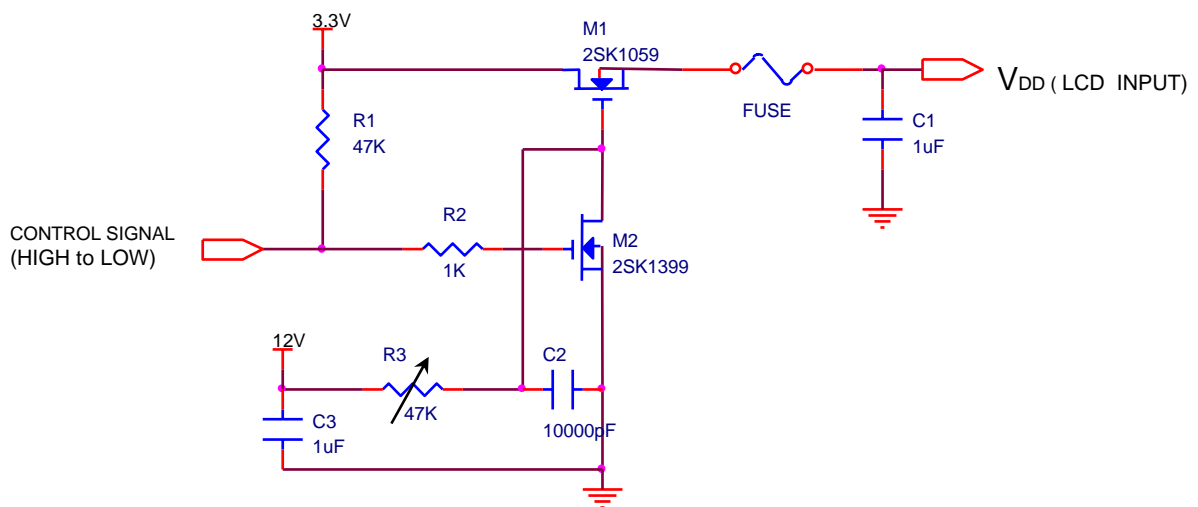 3.3V
M1
2SK1059
FUSE
VDD ( LCD INPUT)
R1
47K
C1
1uF
CONTROL SIGNAL
(HIGH to LOW)
R2
1K
M2
2SK1399
12V
R3
47K
C2
10000pF
C3
1uF